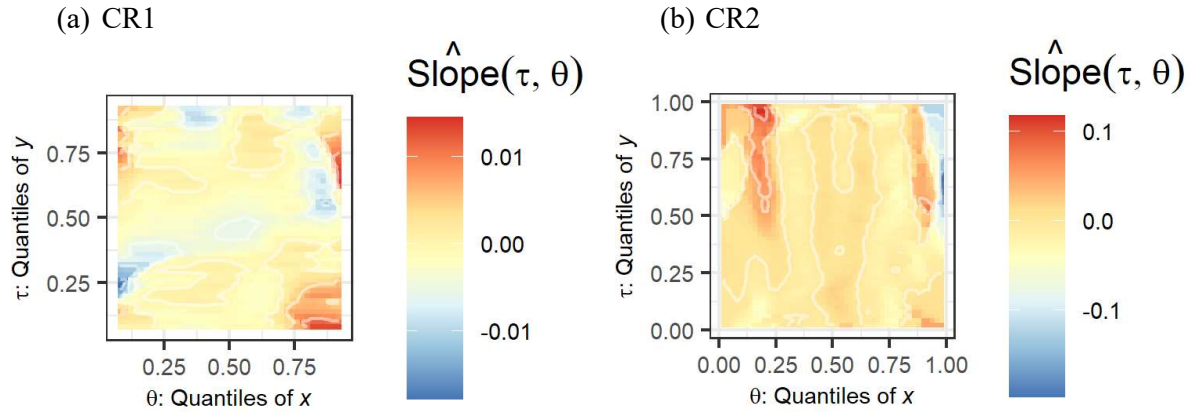 (a) CR1
Slôpe(τ, θ)
0.75
0.50
0.25
τ: Quantiles of y
0.25 0.50 0.75
θ: Quantiles of x
0.01
0.00
-0.01
(b) CR2
Slôpe(τ, θ)
1.00
0.75
0.50
0.25
0.00
τ: Quantiles of y
0.00 0.25 0.50 0.75 1.00
θ: Quantiles of x
0.1
0.0
-0.1